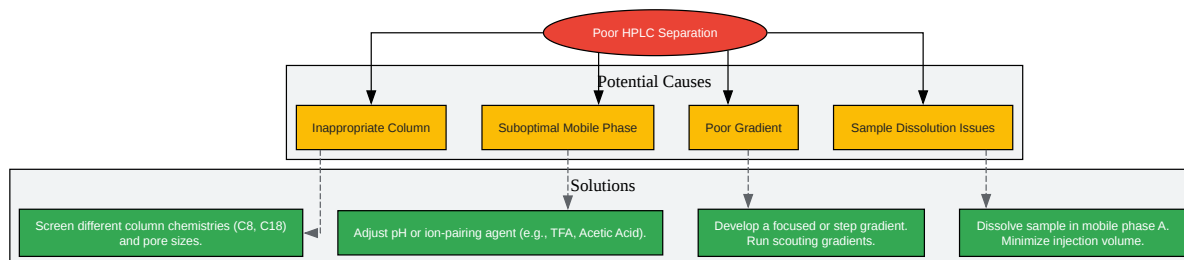 Poor HPLC Separation
Potential Causes
Inappropriate Column
Suboptimal Mobile Phase
Poor Gradient
Sample Dissolution Issues
Solutions
Screen different column chemistries (C8, C18)
and pore sizes.
Adjust pH or ion-pairing agent (e.g., TFA, Acetic Acid).
Develop a focused or step gradient.
Run scouting gradients.
Dissolve sample in mobile phase A.
Minimize injection volume.